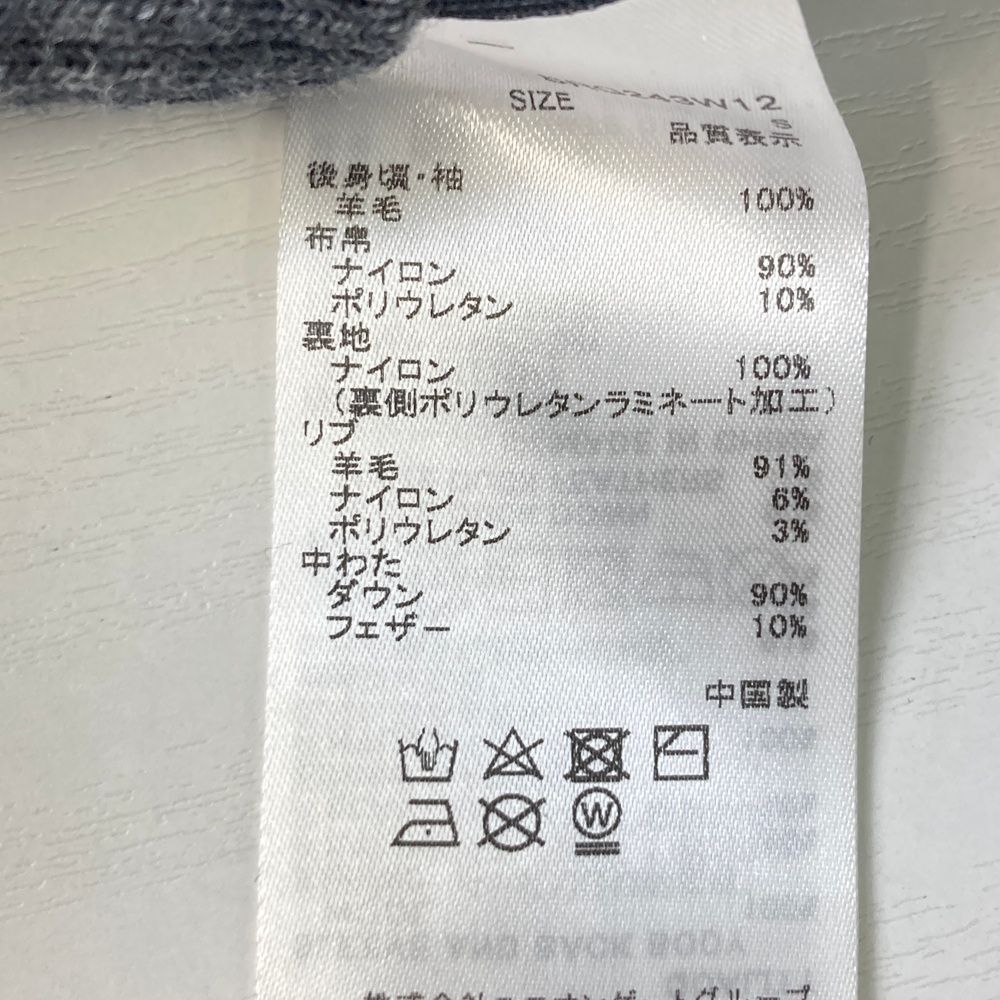 SIZE
S
品質表示
後身頃・袖
羊毛 100%
布帛
ナイロン 90%
ポリウレタン 10%
裏地
ナイロン 100%
(裏側ポリウレタンラミネート加工)
リブ
羊毛 91%
ナイロン 6%
ポリウレタン 3%
中わた
ダウン 90%
フェザー 10%
中国製
W